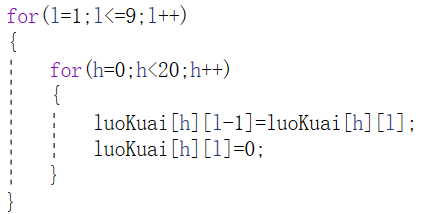 for(l=1;l<=9;l++)
{
for(h=0;h<20;h++)
{
luoKuai[h][l-1]=luoKuai[h][l];
luoKuai[h][l]=0;
}
}